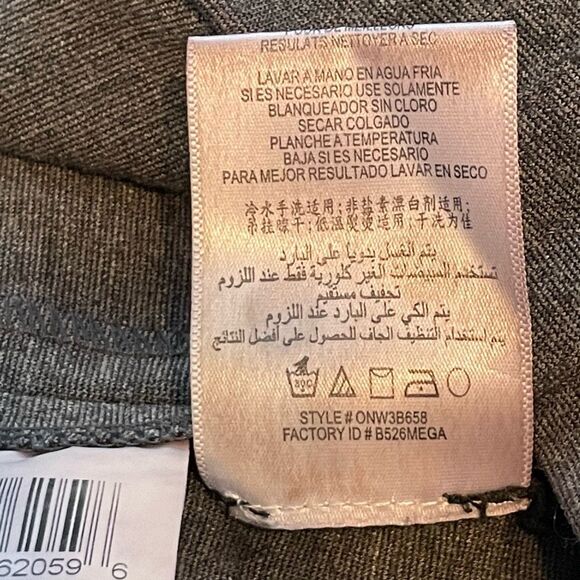 RESULATS NETTOYER A SEC
LAVAR A MANO EN AGUA FRIA
SI ES NECESARIO USE SOLAMENTE
BLANQUEADOR SIN CLORO
SECAR COLGADO
PLANCHE A TEMPERATURA
BAJA SI ES NECESARIO
PARA MEJOR RESULTADO LAVAR EN SECO
冷水手洗适用；非盐素漂白剂适用；
吊挂晾干；低温熨烫适用；干洗为佳
يتم الغسل يدويا على البارد
يتم استخدام المبيضات الغير كلورية فقط عند اللزوم
تجفيف مستقيم
يتم الكي على البارد عند اللزوم
يتم استخدام التنظيف الجاف للحصول على أفضل النتائج
STYLE # ONW3B658
FACTORY ID # B526MEGA
62059 6